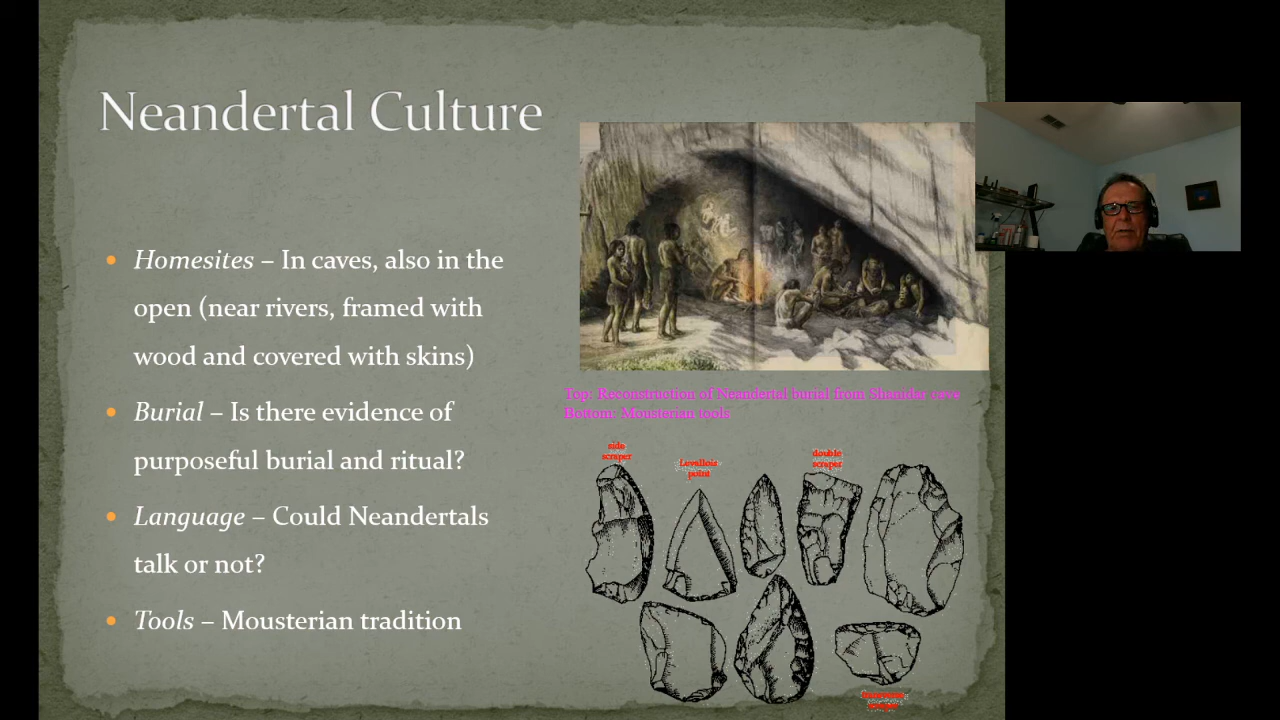 Neandertal Culture
• Homesites – In caves, also in the
open (near rivers, framed with
wood and covered with skins)
• Burial – Is there evidence of
purposeful burial and ritual?
• Language – Could Neandertals
talk or not?
• Tools – Mousterian tradition
Top: Reconstruction of Neandertal burial from Shanidar cave
Bottom: Mousterian tools
side
scraper
Levallois
point
double
scraper
scraper